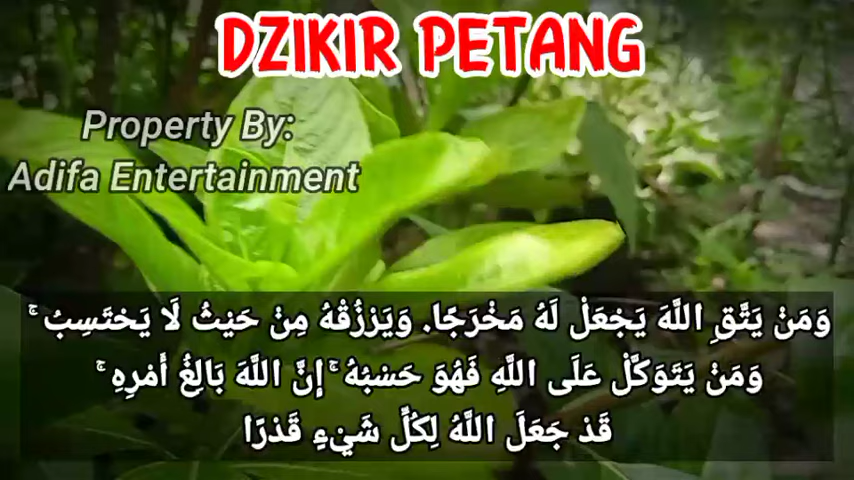 DZIKIR PETANG
Property By:
Adifa Entertainment
وَمَنْ يَتَّقِ اللَّهَ يَجْعَلْ لَهُ مَخْرَجًا. وَيَرْزُقْهُ مِنْ حَيْثُ لَا يَحْتَسِبُ ۚ
وَمَنْ يَتَوَكَّلْ عَلَى اللَّهِ فَهُوَ حَسْبُهُ ۚ إِنَّ اللَّهَ بَالِغُ أَمْرِهِ ۚ
قَدْ جَعَلَ اللَّهُ لِكُلِّ شَيْءٍ قَدْرًا